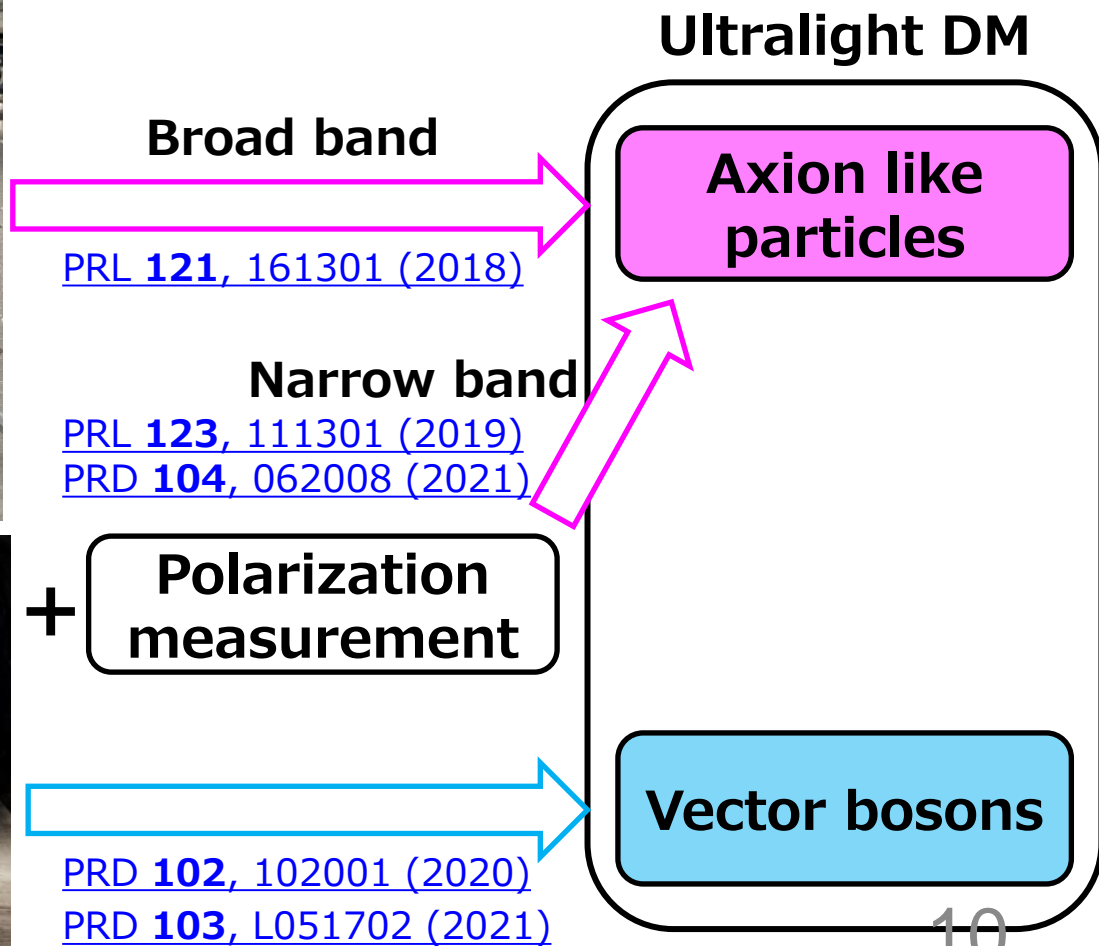 Ultralight DM
Broad band
Axion like
particles
PRL 121, 161301 (2018)
Narrow band
PRL 123, 111301 (2019)
PRD 104, 062008 (2021)
+
Polarization
measurement
Vector bosons
PRD 102, 102001 (2020)
PRD 103, L051702 (2021)
10